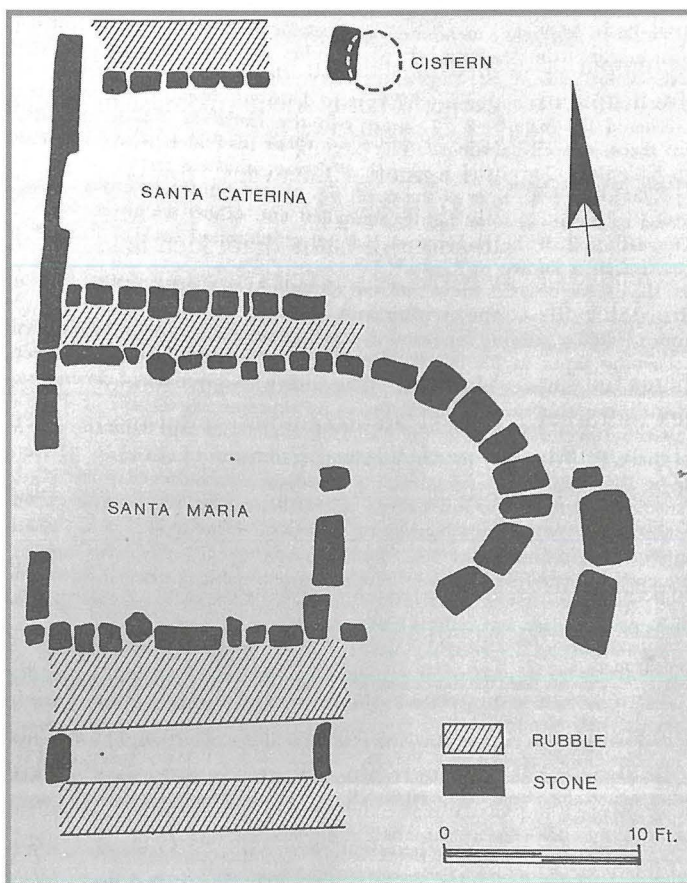 CISTERN
SANTA CATERINA
SANTA MARIA
RUBBLE
STONE
0 10 Ft.